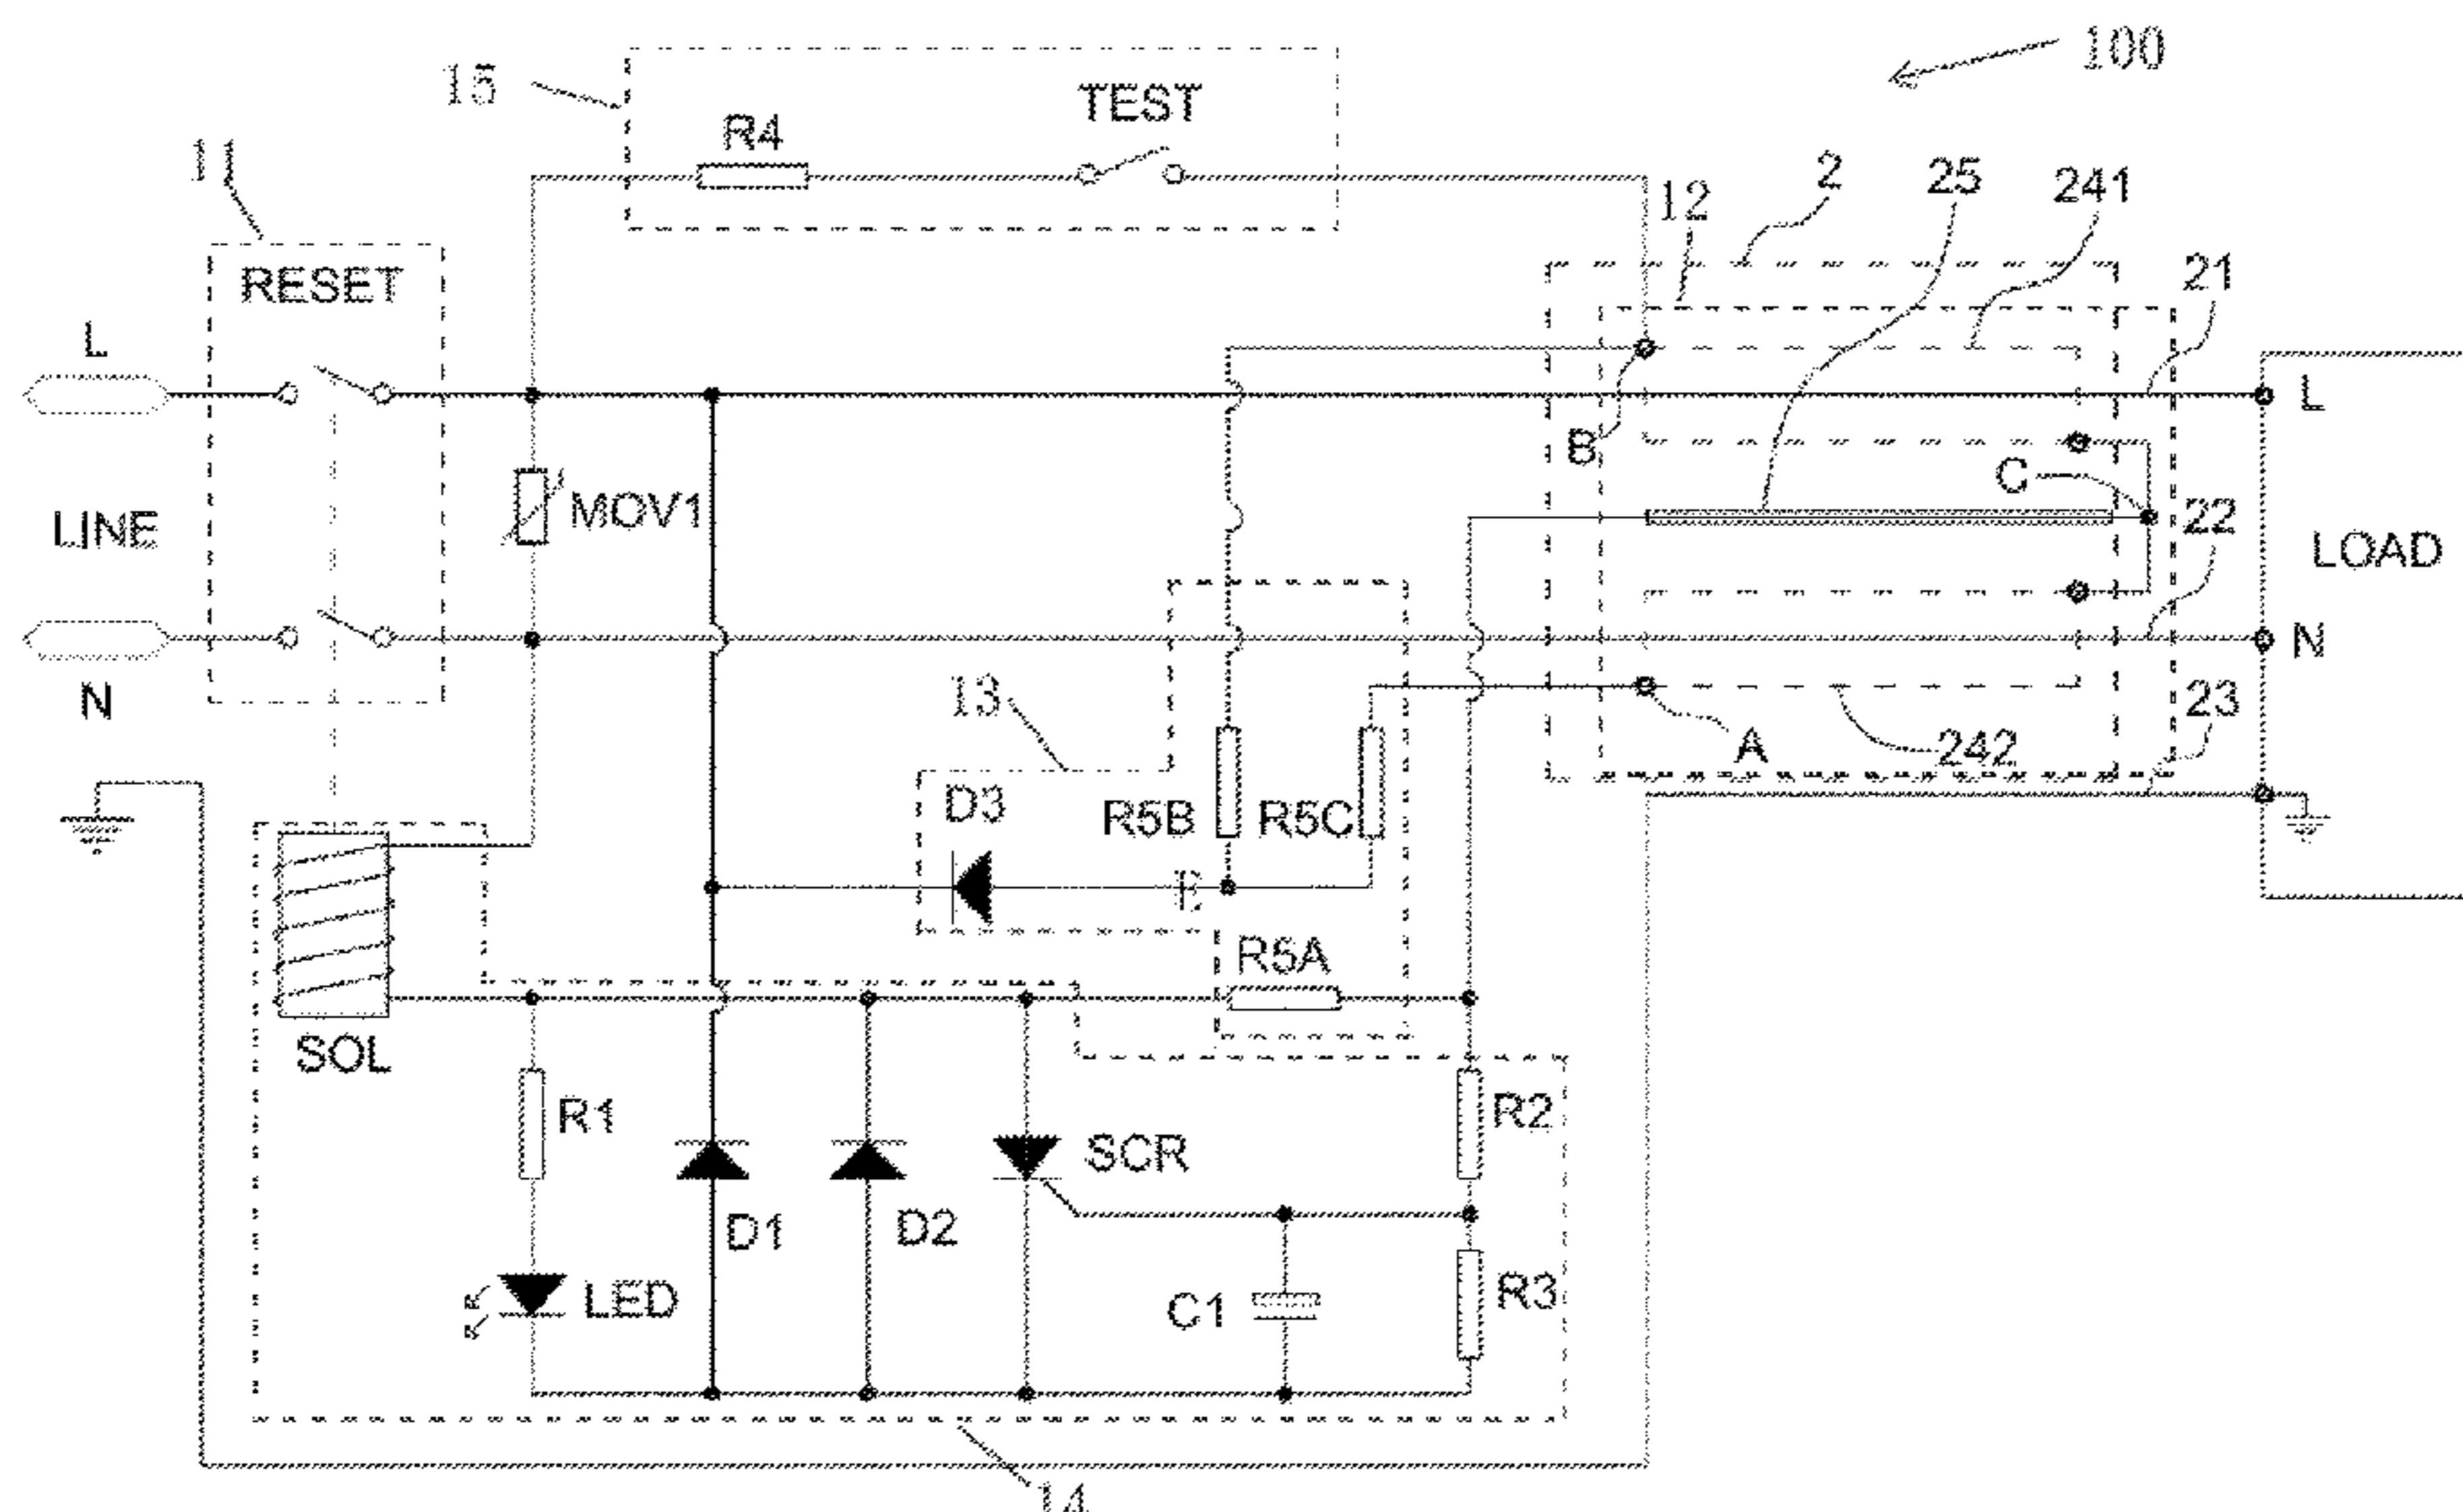 100
15
TEST
R4
11
2
25
241
12
RESET
21
L
L
B
C
MOV1
LINE
22
LOAD
N
13
23
N
A
242
D3
R5B
R5C
E
R5A
SOL
R1
R2
SCR
D1
D2
LED
C1
R3
14